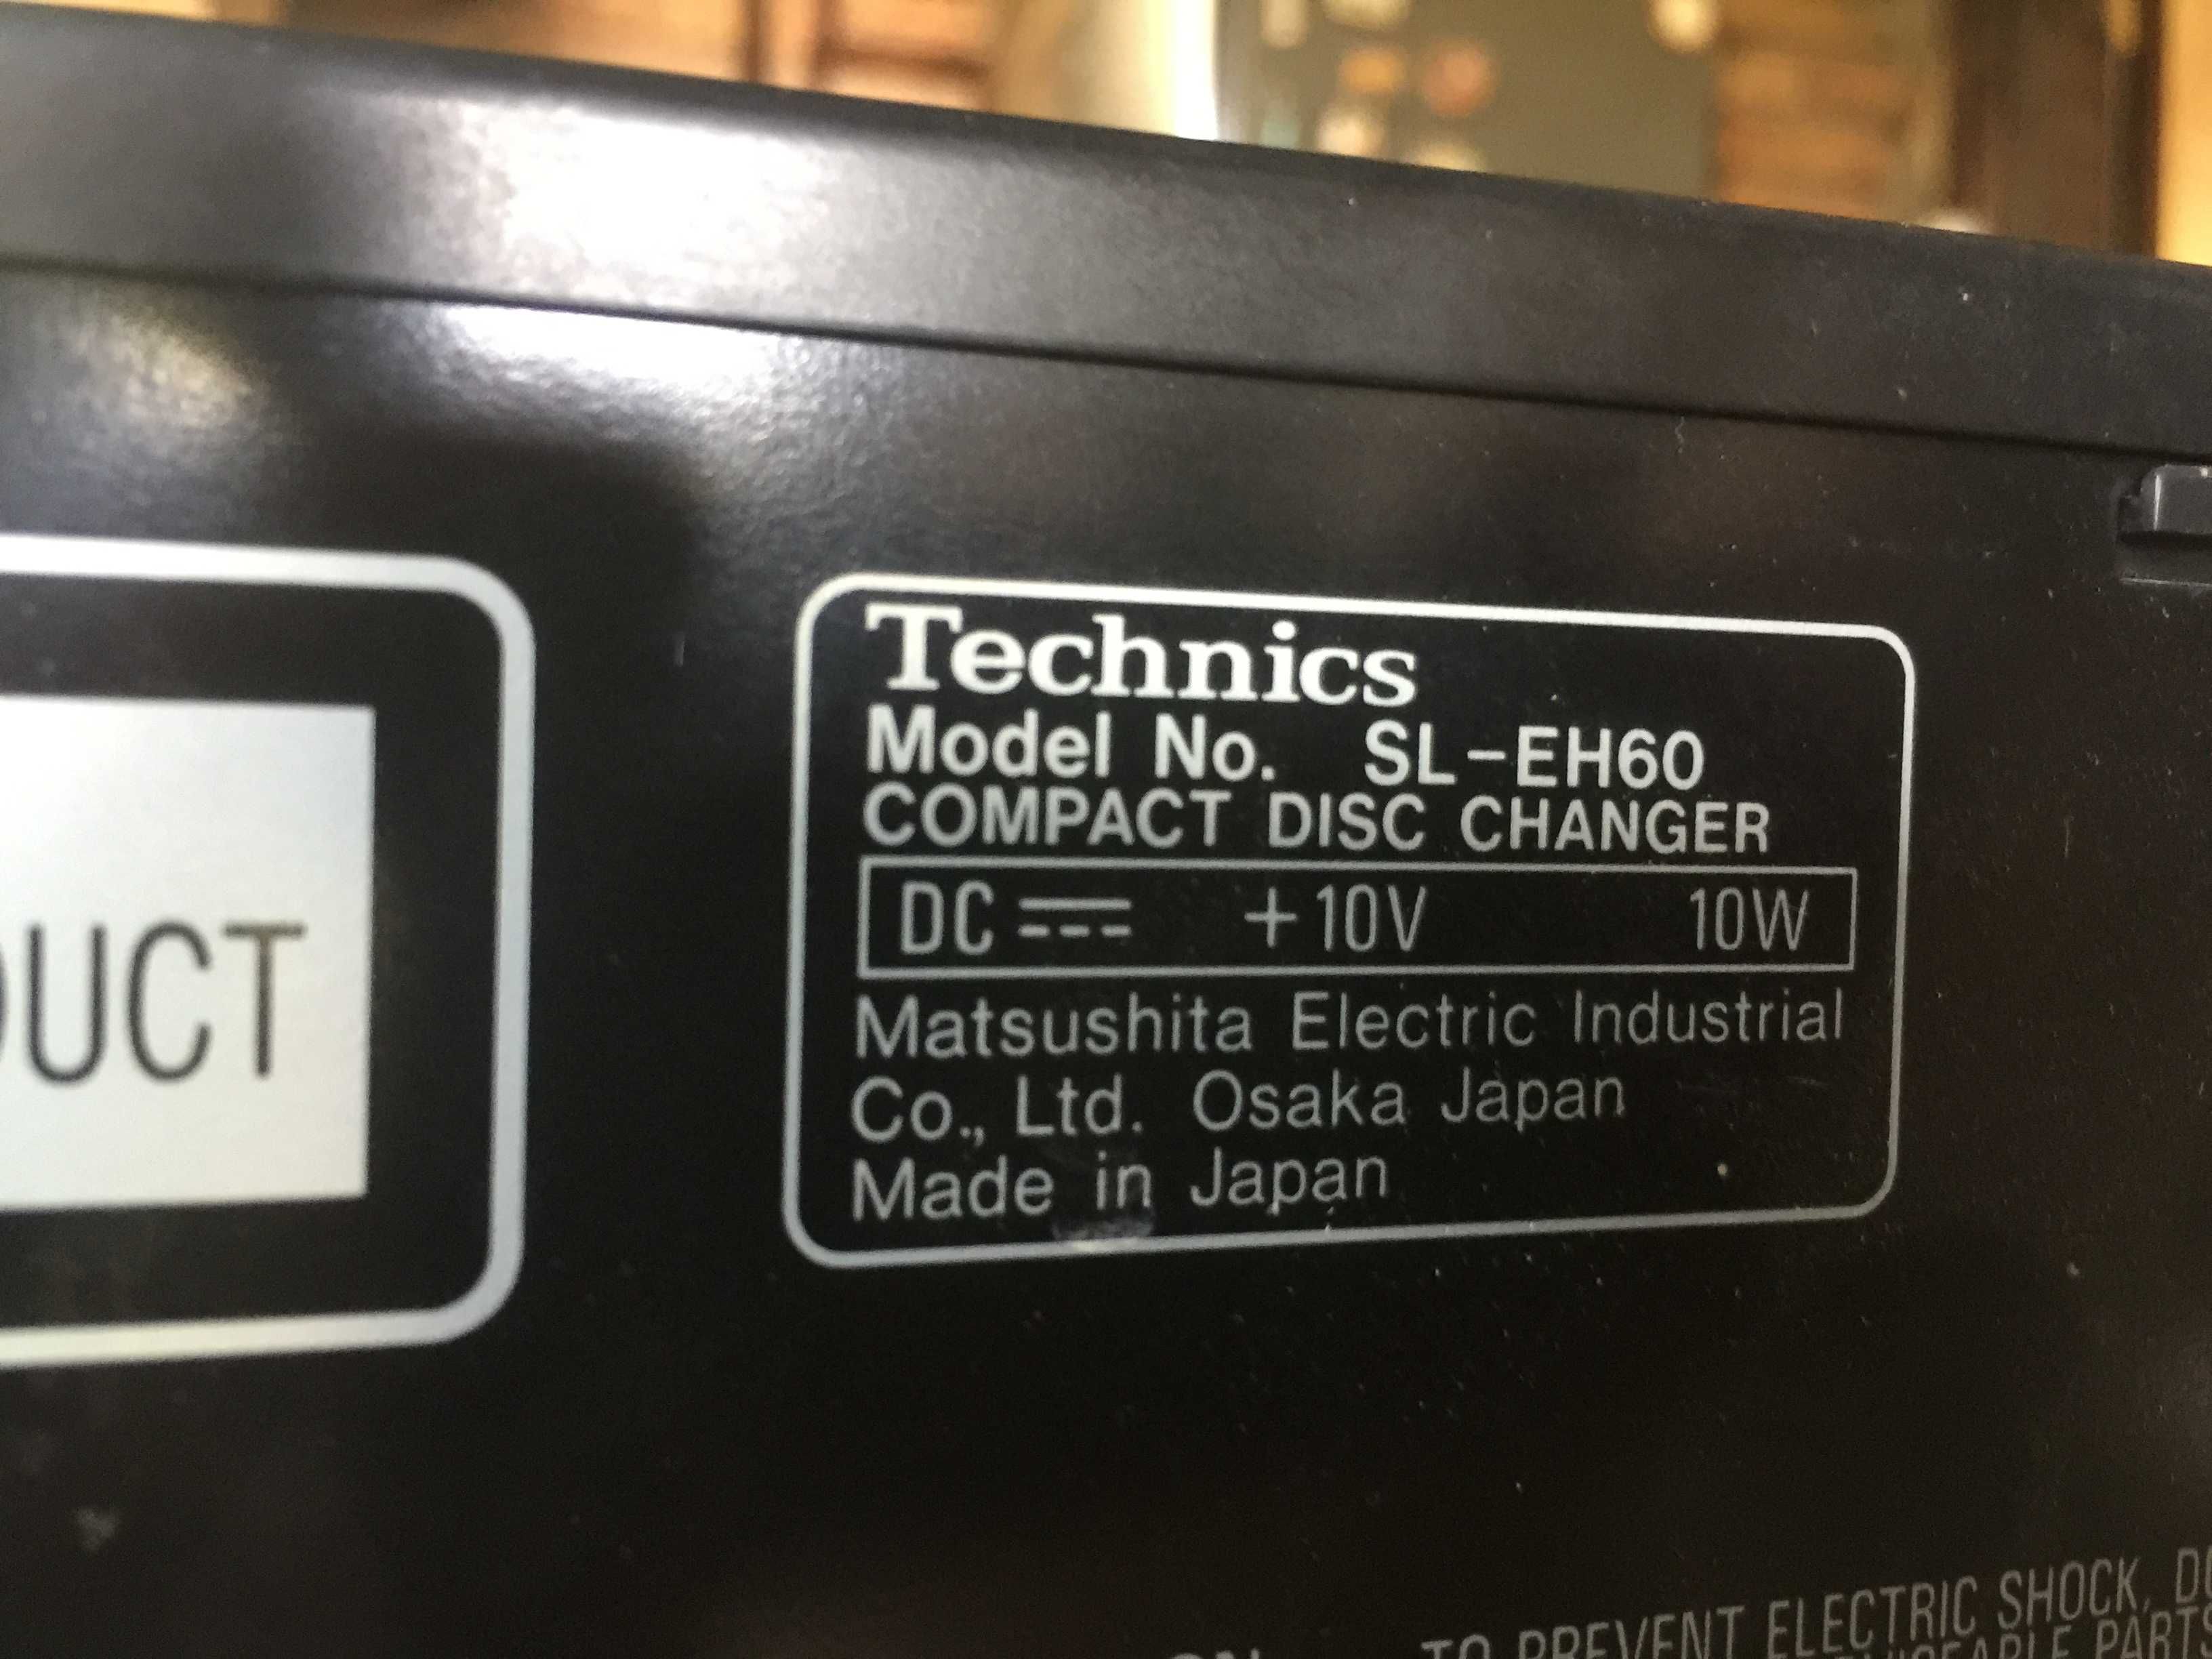 Technics
Model No. SL-EH60
COMPACT DISC CHANGER
DC +10V 10W
Matsushita Electric Industrial
Co., Ltd. Osaka Japan
Made in Japan
UCT
TO PREVENT ELECTRIC SHOCK,
PARTS